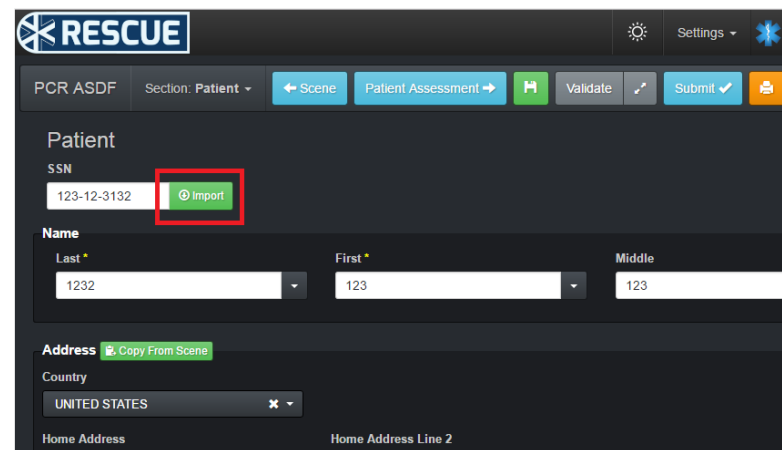 RESCUE
Settings
PCR ASDF Section: Patient Scene Patient Assessment Validate Submit
Patient
SSN
123-12-3132 Import
Name
Last * First * Middle
1232 123 123
Address Copy From Scene
Country
UNITED STATES
Home Address Home Address Line 2